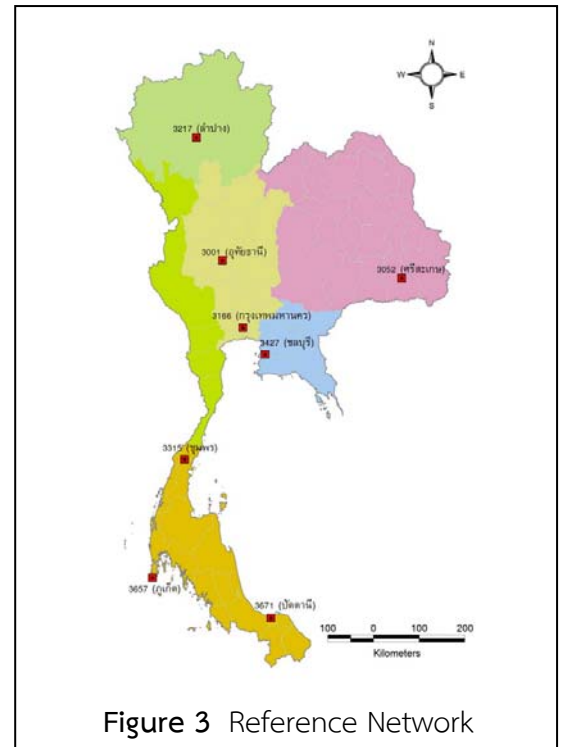 N
W E
S
3217 (ลำปาง)
3001 (อุทัยธานี)
3052 (ศรีสะเกษ)
3166 (กรุงเทพมหานคร)
3427 (ชลบุรี)
3315 (ชุมพร)
3657 (ภูเก็ต)
3671 (ปัตตานี)
100 0 100 200
Kilometers
Figure 3 Reference Network